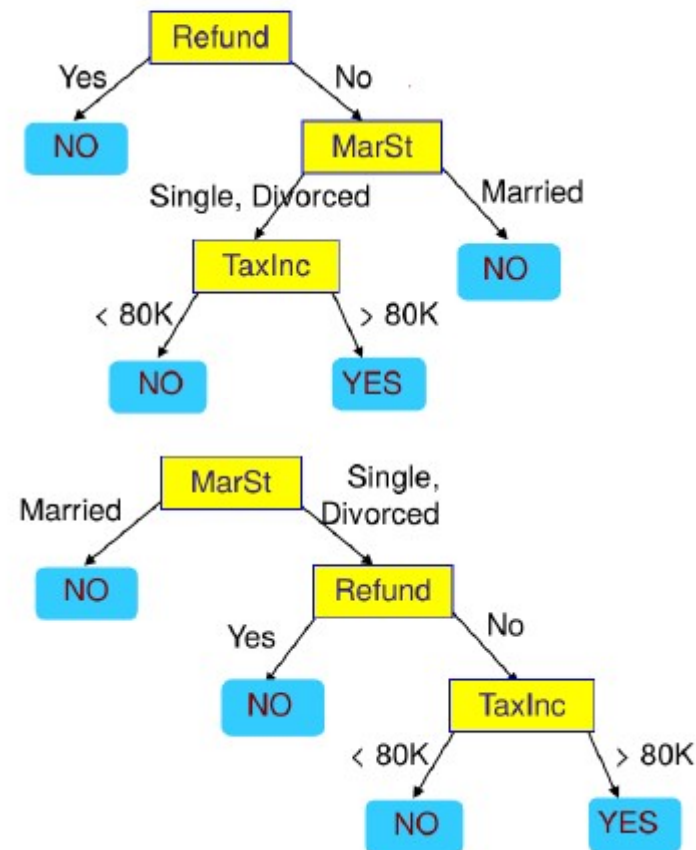 Refund
Yes
No
NO
MarSt
Single, Divorced
Married
TaxInc
NO
< 80K
> 80K
NO
YES
MarSt
Single,
Married
Divorced
NO
Refund
Yes
No
NO
TaxInc
< 80K
> 80K
NO
YES